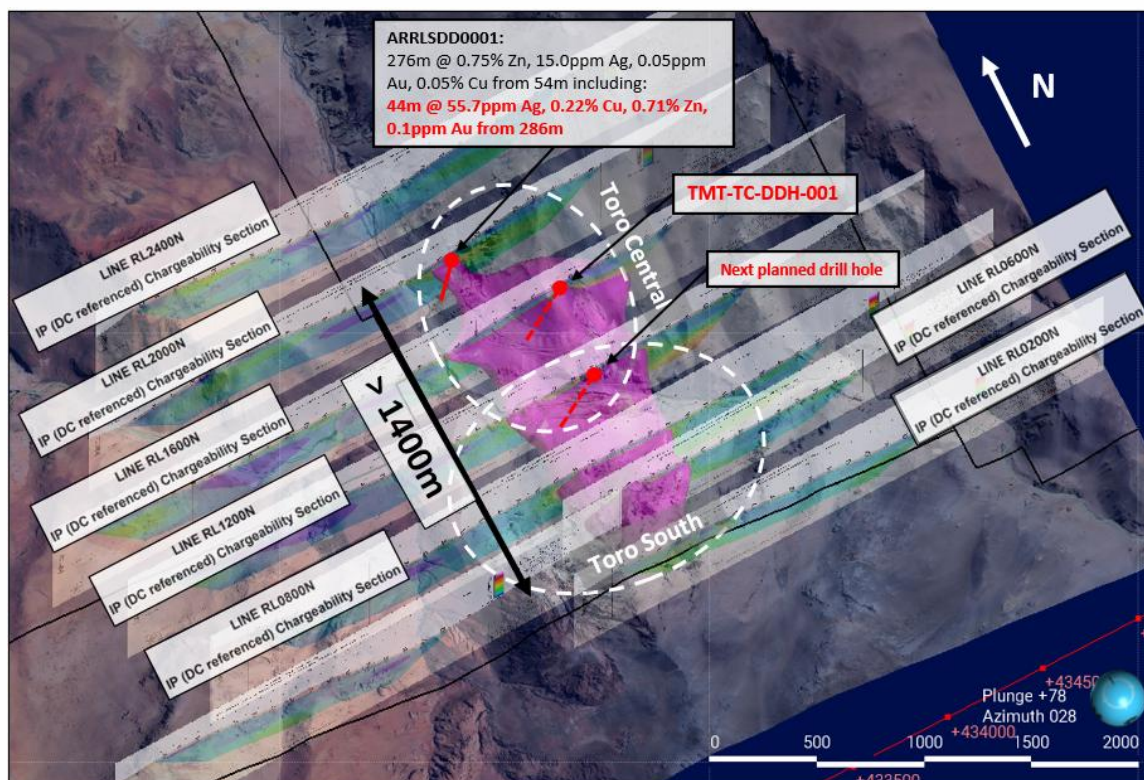 ARRLSDD0001:
276m @ 0.75% Zn, 15.0ppm Ag, 0.05ppm
Au, 0.05% Cu from 54m including:
44m @ 55.7ppm Ag, 0.22% Cu, 0.71% Zn,
0.1ppm Au from 286m
N
Toro Central
TMT-TC-DDH-001
Next planned drill hole
LINE RL2400N
IP (DC referenced) Chargeability Section
LINE RL2000N
IP (DC referenced) Chargeability Section
LINE RL1600N
IP (DC referenced) Chargeability Section
LINE RL1200N
IP (DC referenced) Chargeability Section
LINE RL0800N
IP (DC referenced) Chargeability Section
LINE RL0600N
IP (DC referenced) Chargeability Section
LINE RL0200N
IP (DC referenced) Chargeability Section
> 1400m
Toro South
+434500
Plunge +78
Azimuth 028
+434000
0 500 1000 1500 2000
+433500